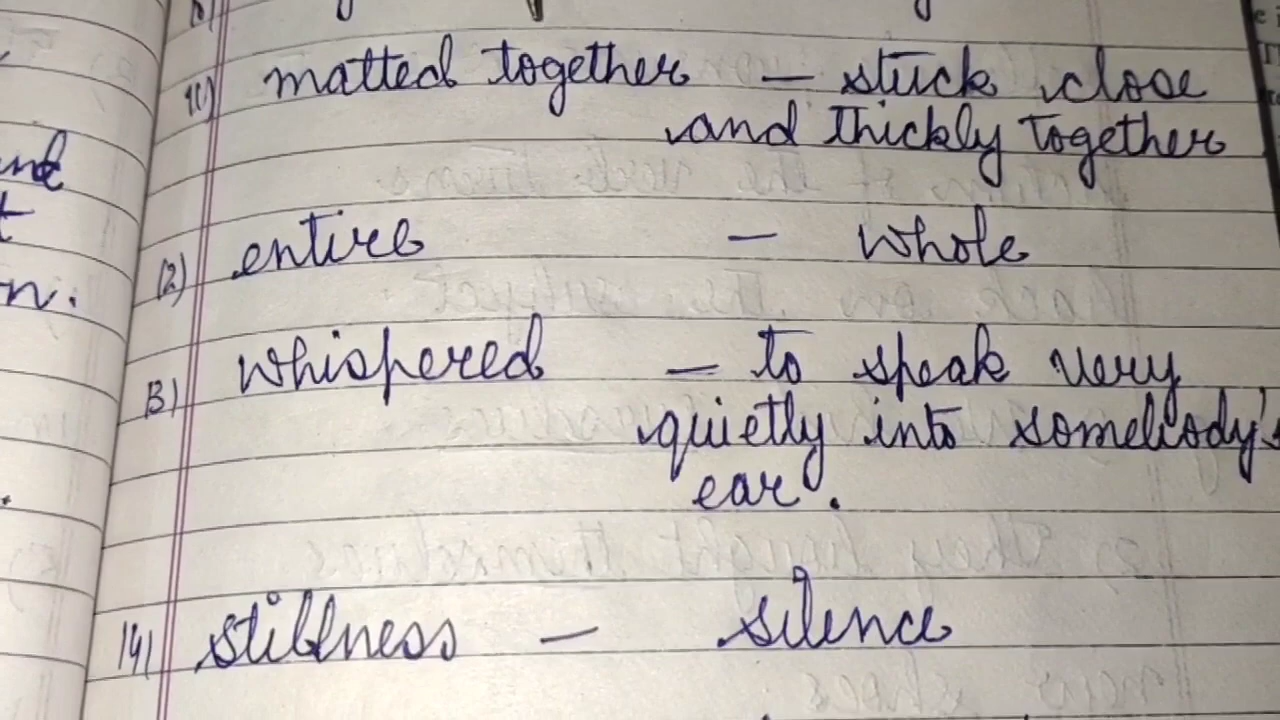 (1) matted together — stuck close
and thickly together
(2) entire — whole
(3) whispered — to speak very
quietly into somebody's
ear.
(4) stillness — silence